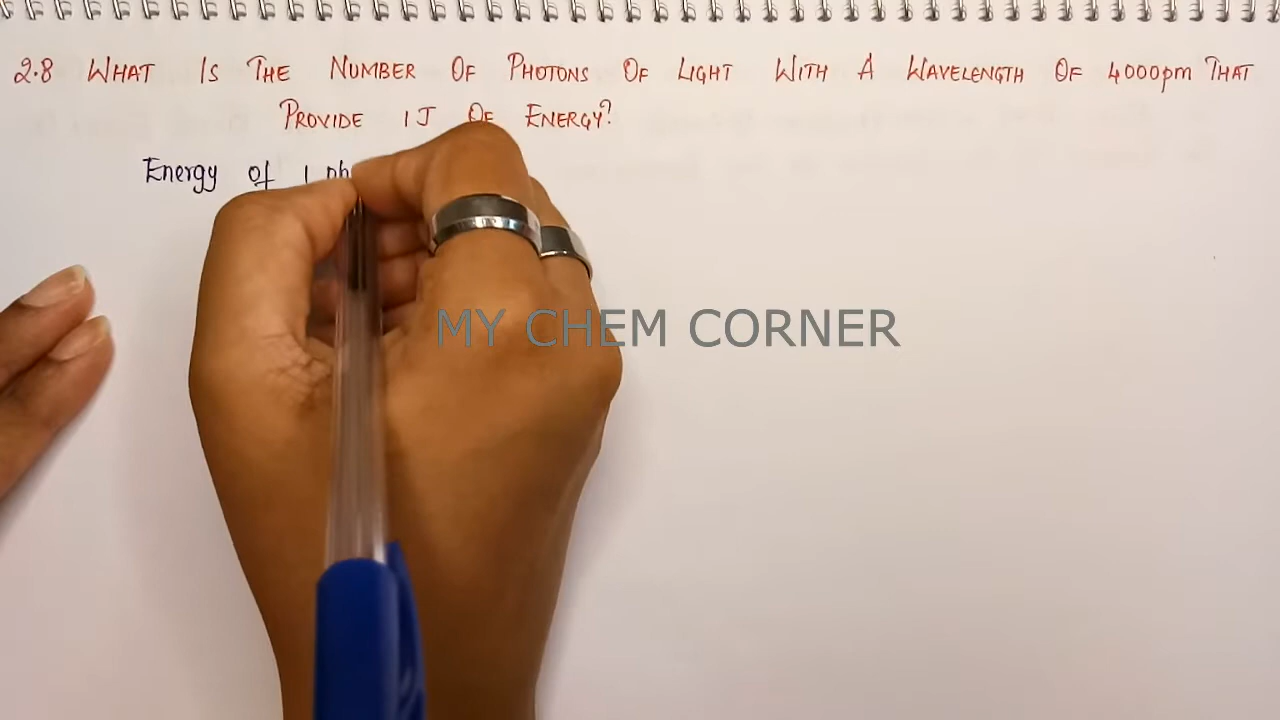 2.8 WHAT IS THE NUMBER OF PHOTONS OF LIGHT WITH A WAVELENGTH OF 4000pm THAT
PROVIDE 1J OF ENERGY?
Energy of 1
MY CHEM CORNER